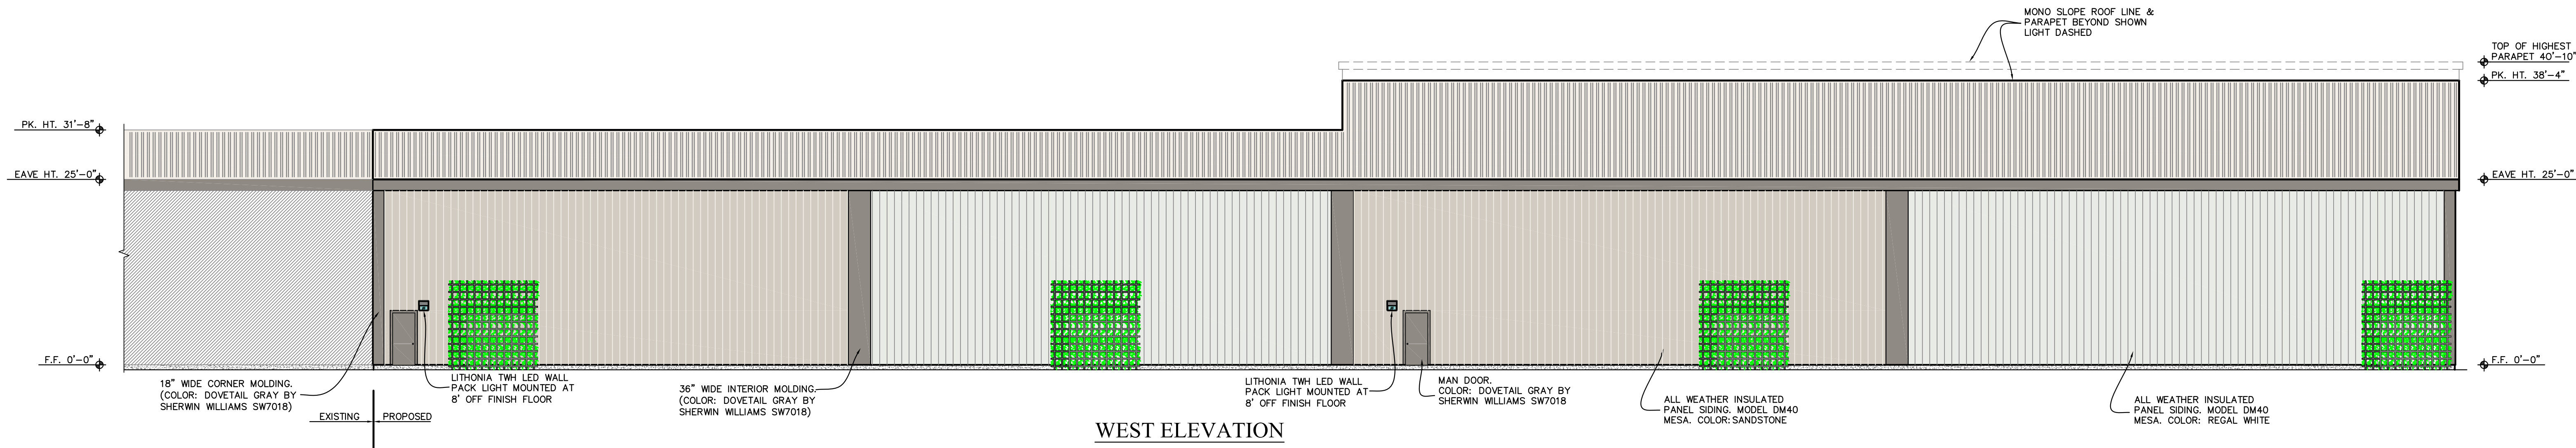 MONO SLOPE ROOF LINE &
PARAPET BEYOND SHOWN
LIGHT DASHED
TOP OF HIGHEST
PARAPET 40'-10"
PK. HT. 38'-4"
PK. HT. 31'-8"
EAVE HT. 25'-0"
EAVE HT. 25'-0"
F.F. 0'-0"
F.F. 0'-0"
18" WIDE CORNER MOLDING.
(COLOR: DOVETAIL GRAY BY
SHERWIN WILLIAMS SW7018)
LITHONIA TWH LED WALL
PACK LIGHT MOUNTED AT
8' OFF FINISH FLOOR
36" WIDE INTERIOR MOLDING.
(COLOR: DOVETAIL GRAY BY
SHERWIN WILLIAMS SW7018)
LITHONIA TWH LED WALL
PACK LIGHT MOUNTED AT
8' OFF FINISH FLOOR
MAN DOOR.
COLOR: DOVETAIL GRAY BY
SHERWIN WILLIAMS SW7018
ALL WEATHER INSULATED
PANEL SIDING. MODEL DM40
MESA. COLOR: SANDSTONE
ALL WEATHER INSULATED
PANEL SIDING. MODEL DM40
MESA. COLOR: REGAL WHITE
EXISTING
PROPOSED
WEST ELEVATION